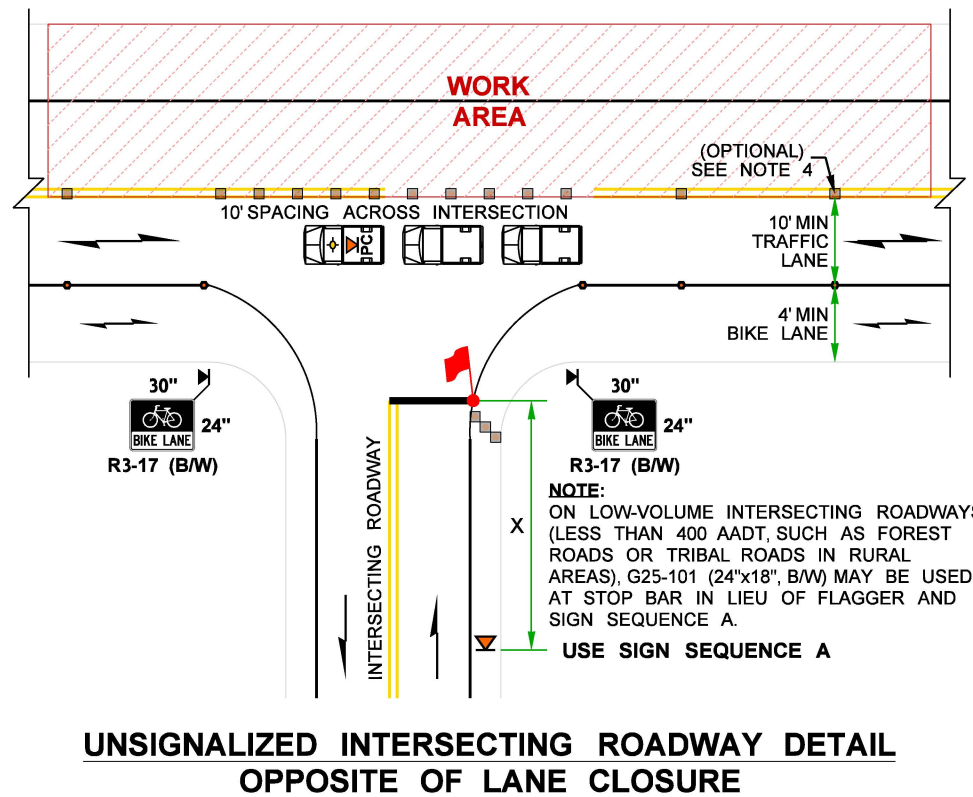 WORK
AREA
(OPTIONAL)
SEE NOTE 4
10' SPACING ACROSS INTERSECTION
PC
10' MIN
TRAFFIC
LANE
4' MIN
BIKE LANE
30"
24"
BIKE LANE
R3-17 (B/W)
30"
24"
BIKE LANE
R3-17 (B/W)
INTERSECTING ROADWAY
X
NOTE:
ON LOW-VOLUME INTERSECTING ROADWAYS
(LESS THAN 400 AADT, SUCH AS FOREST
ROADS OR TRIBAL ROADS IN RURAL
AREAS), G25-101 (24"x18", B/W) MAY BE USED
AT STOP BAR IN LIEU OF FLAGGER AND
SIGN SEQUENCE A.
USE SIGN SEQUENCE A
UNSIGNALIZED INTERSECTING ROADWAY DETAIL
OPPOSITE OF LANE CLOSURE